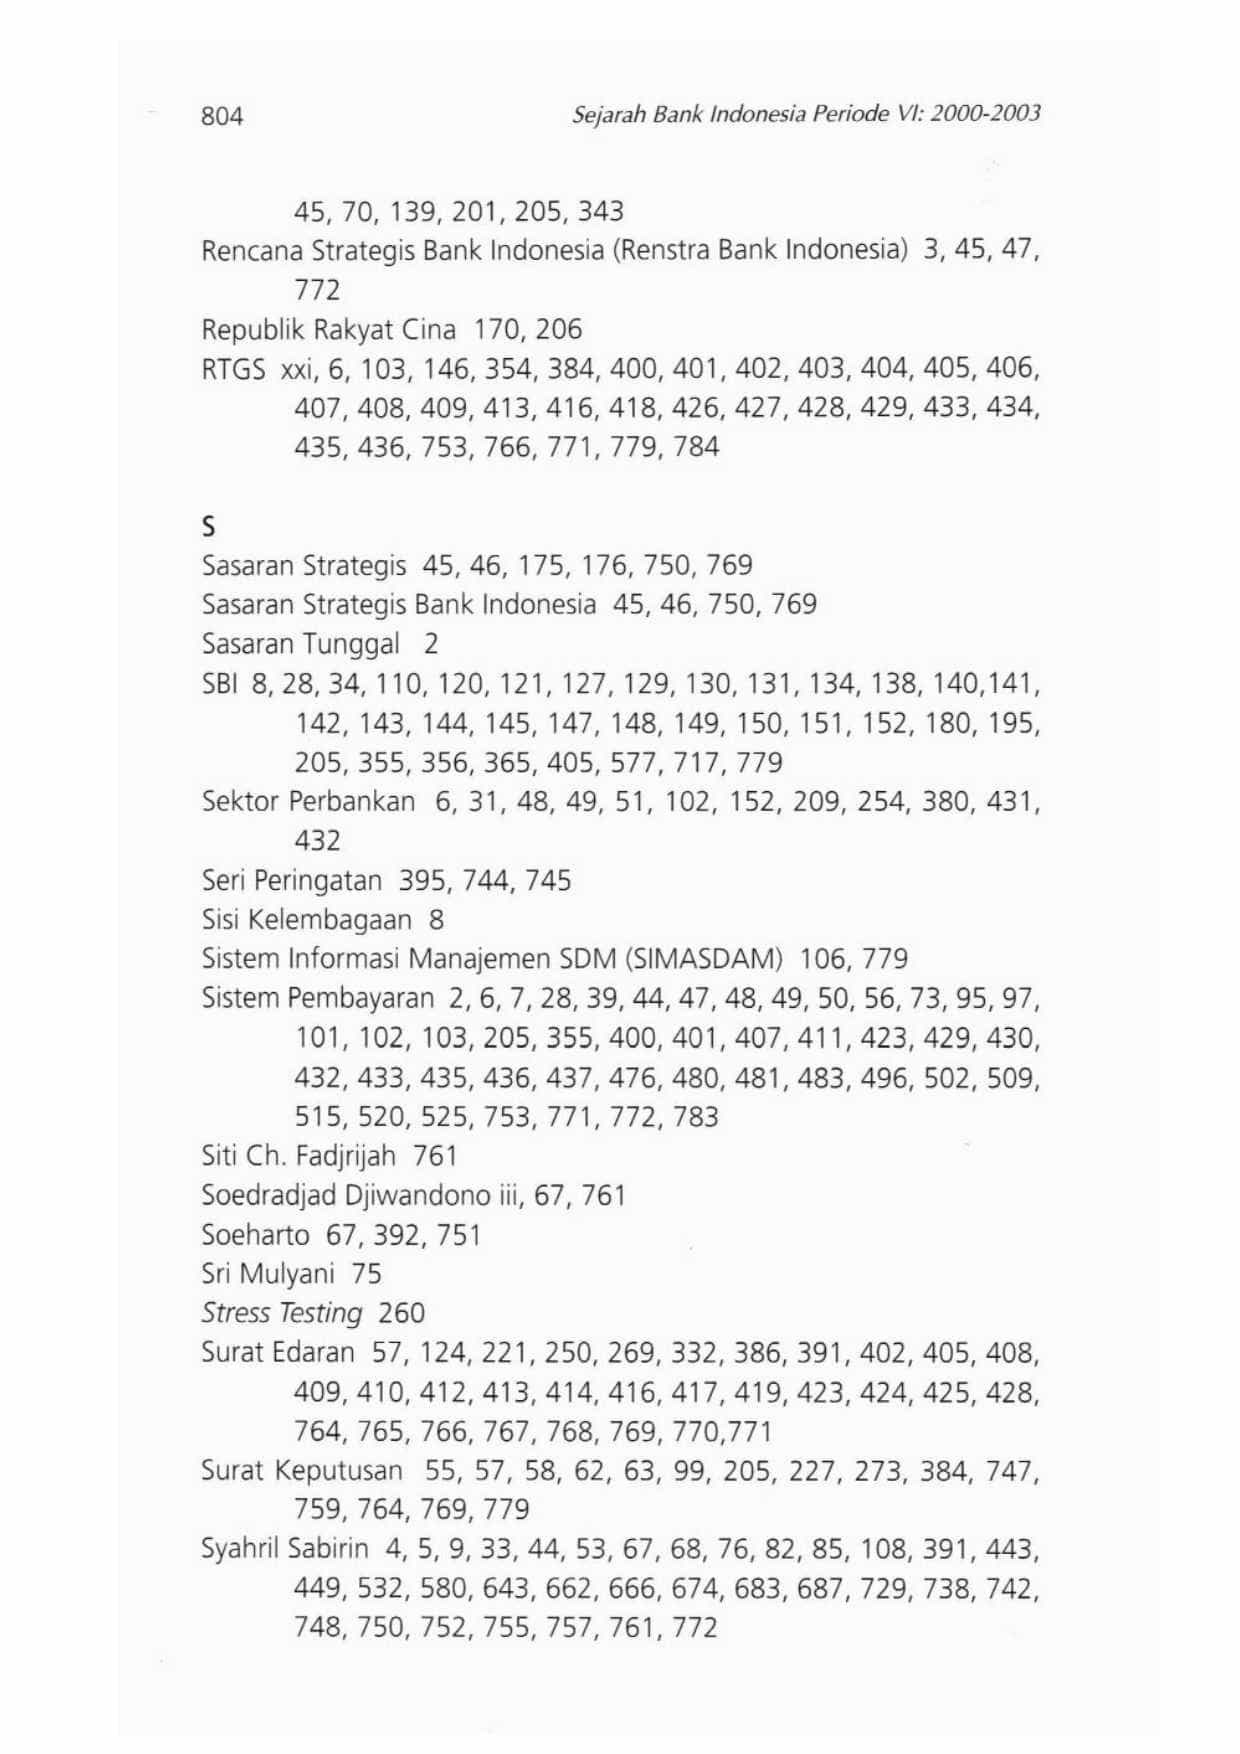 804 Sejarah Bank Indonesia Periode VI: 2000-2003
45, 70, 139, 201, 205, 343
Rencana Strategis Bank Indonesia (Renstra Bank Indonesia) 3, 45, 47,
772
Republik Rakyat Cina 170, 206
RTGS xxi, 6, 103, 146, 354, 384, 400, 401, 402, 403, 404, 405, 406,
407, 408, 409, 413, 416, 418, 426, 427, 428, 429, 433, 434,
435, 436, 753, 766, 771, 779, 784
S
Sasaran Strategis 45, 46, 175, 176, 750, 769
Sasaran Strategis Bank Indonesia 45, 46, 750, 769
Sasaran Tunggal 2
SBI 8, 28, 34, 110, 120, 121, 127, 129, 130, 131, 134, 138, 140,141,
142, 143, 144, 145, 147, 148, 149, 150, 151, 152, 180, 195,
205, 355, 356, 365, 405, 577, 717, 779
Sektor Perbankan 6, 31, 48, 49, 51, 102, 152, 209, 254, 380, 431,
432
Seri Peringatan 395, 744, 745
Sisi Kelembagaan 8
Sistem Informasi Manajemen SDM (SIMASDAM) 106, 779
Sistem Pembayaran 2, 6, 7, 28, 39, 44, 47, 48, 49, 50, 56, 73, 95, 97,
101, 102, 103, 205, 355, 400, 401, 407, 411, 423, 429, 430,
432, 433, 435, 436, 437, 476, 480, 481, 483, 496, 502, 509,
515, 520, 525, 753, 771, 772, 783
Siti Ch. Fadjrijah 761
Soedradjad Djiwandono iii, 67, 761
Soeharto 67, 392, 751
Sri Mulyani 75
Stress Testing 260
Surat Edaran 57, 124, 221, 250, 269, 332, 386, 391, 402, 405, 408,
409, 410, 412, 413, 414, 416, 417, 419, 423, 424, 425, 428,
764, 765, 766, 767, 768, 769, 770,771
Surat Keputusan 55, 57, 58, 62, 63, 99, 205, 227, 273, 384, 747,
759, 764, 769, 779
Syahril Sabirin 4, 5, 9, 33, 44, 53, 67, 68, 76, 82, 85, 108, 391, 443,
449, 532, 580, 643, 662, 666, 674, 683, 687, 729, 738, 742,
748, 750, 752, 755, 757, 761, 772